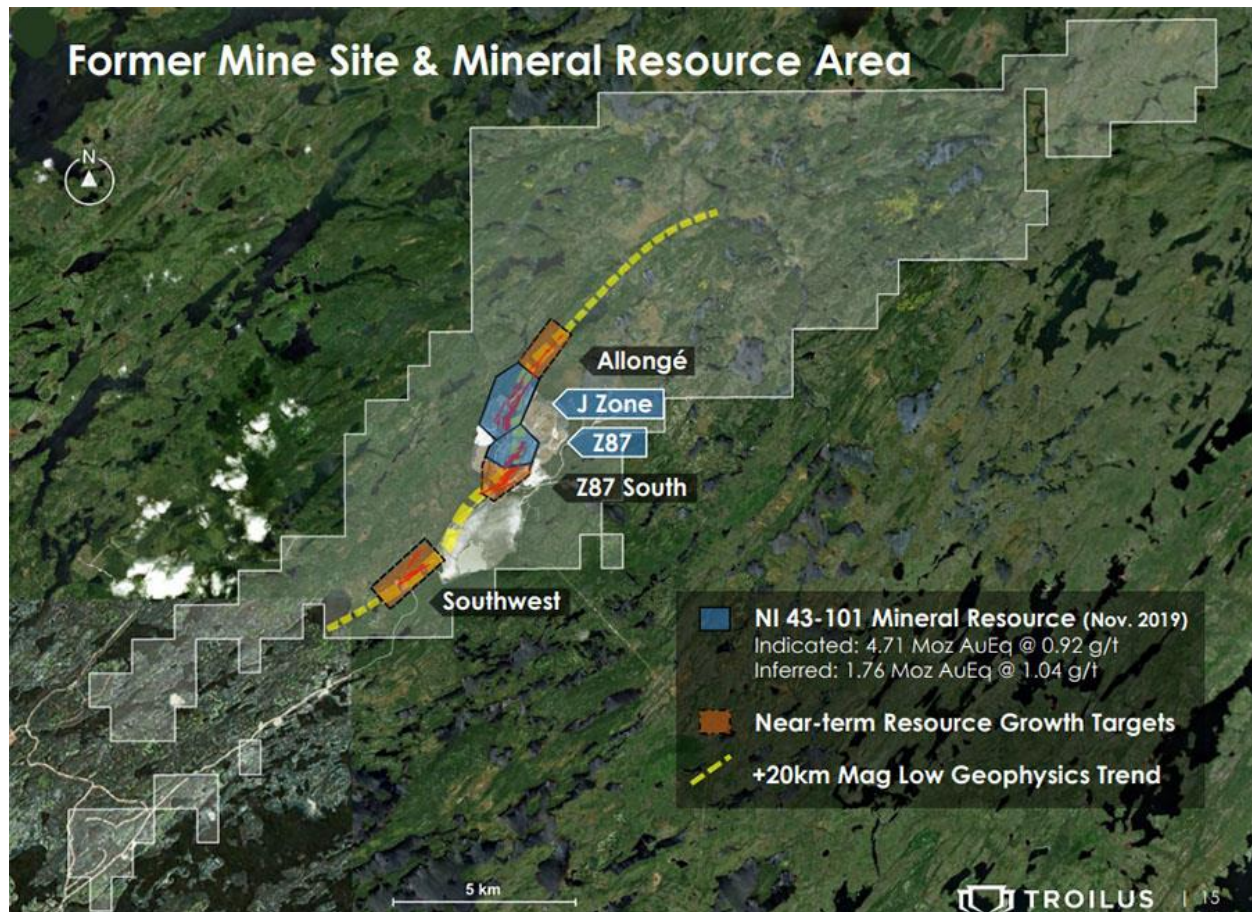 Former Mine Site & Mineral Resource Area
N
Allongé
J Zone
Z87
Z87 South
Southwest
NI 43-101 Mineral Resource (Nov. 2019)
Indicated: 4.71 Moz AuEq @ 0.92 g/t
Inferred: 1.76 Moz AuEq @ 1.04 g/t
Near-term Resource Growth Targets
+20km Mag Low Geophysics Trend
5 km
TROILUS | 15